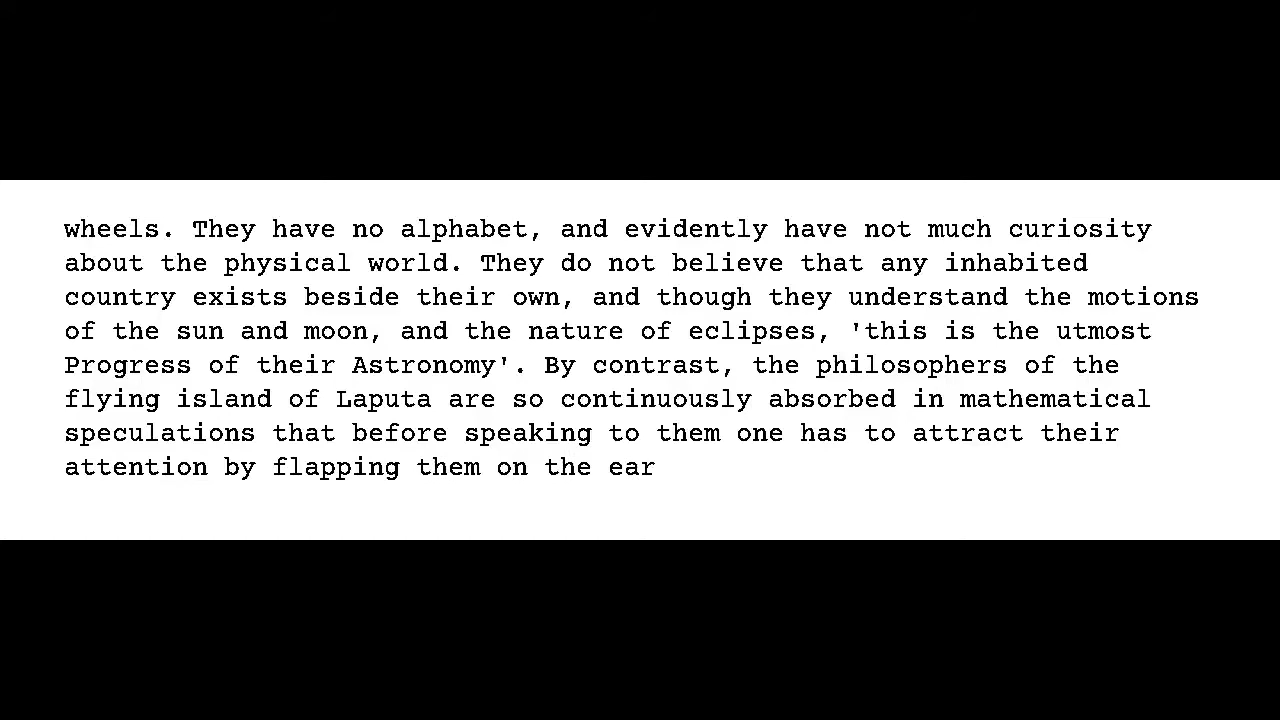 wheels. They have no alphabet, and evidently have not much curiosity
about the physical world. They do not believe that any inhabited
country exists beside their own, and though they understand the motions
of the sun and moon, and the nature of eclipses, 'this is the utmost
Progress of their Astronomy'. By contrast, the philosophers of the
flying island of Laputa are so continuously absorbed in mathematical
speculations that before speaking to them one has to attract their
attention by flapping them on the ear